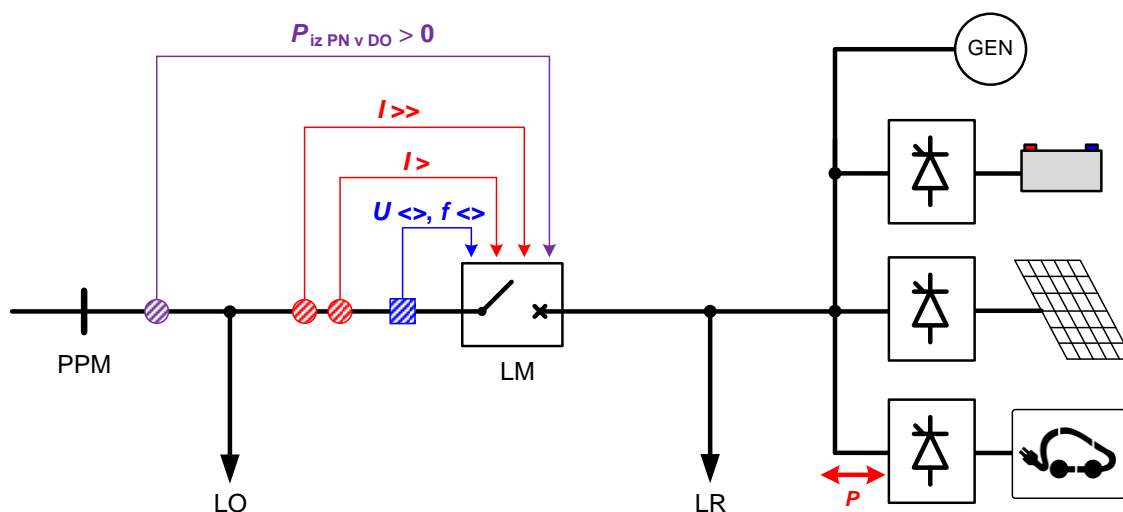 P iz PN v DO > 0
GEN
I >>
I >
U <>, f <>
PPM
LM
LO
LR
P